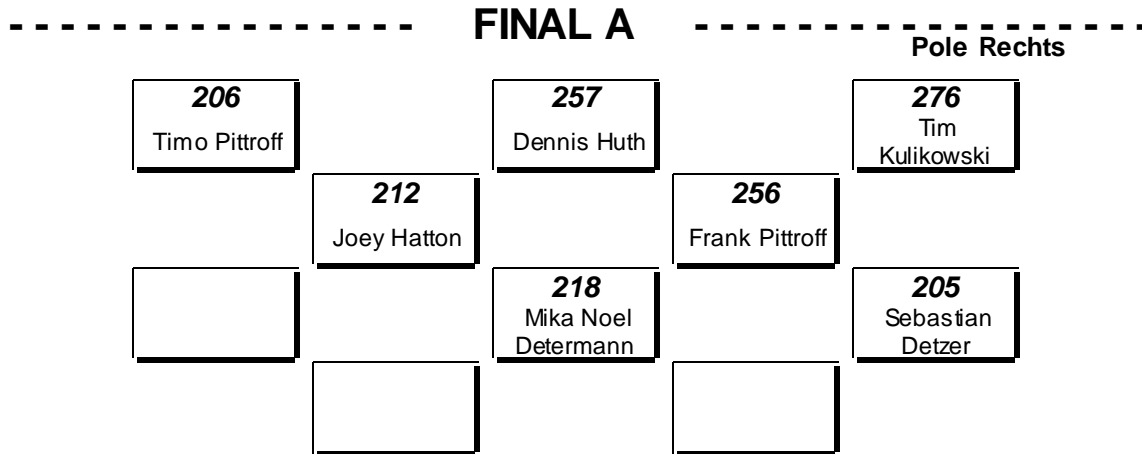 FINAL A
Pole Rechts
206
Timo Pittroff
257
Dennis Huth
276
Tim
Kulikowski
212
Joey Hatton
256
Frank Pittroff
218
Mika Noel
Determann
205
Sebastian
Detzer